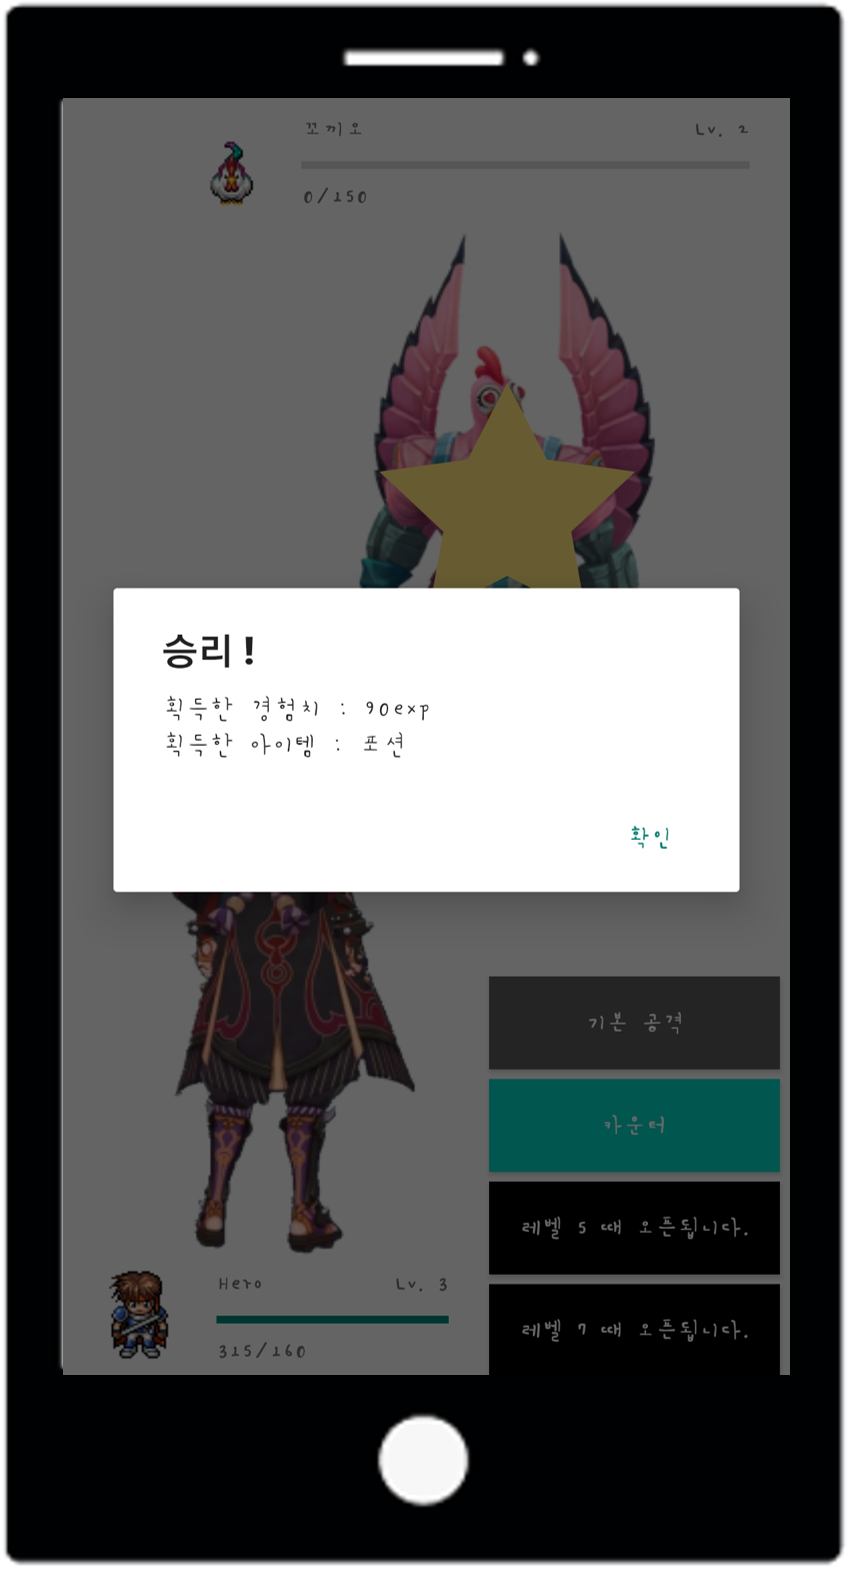 꼬끼오 Lv. 2
0/150
승리!
획득한 경험치 : 90exp
획득한 아이템 : 포션
확인
기본 공격
카운터
레벨 5 때 오픈됩니다.
레벨 7 때 오픈됩니다.
Hero Lv. 3
315/160